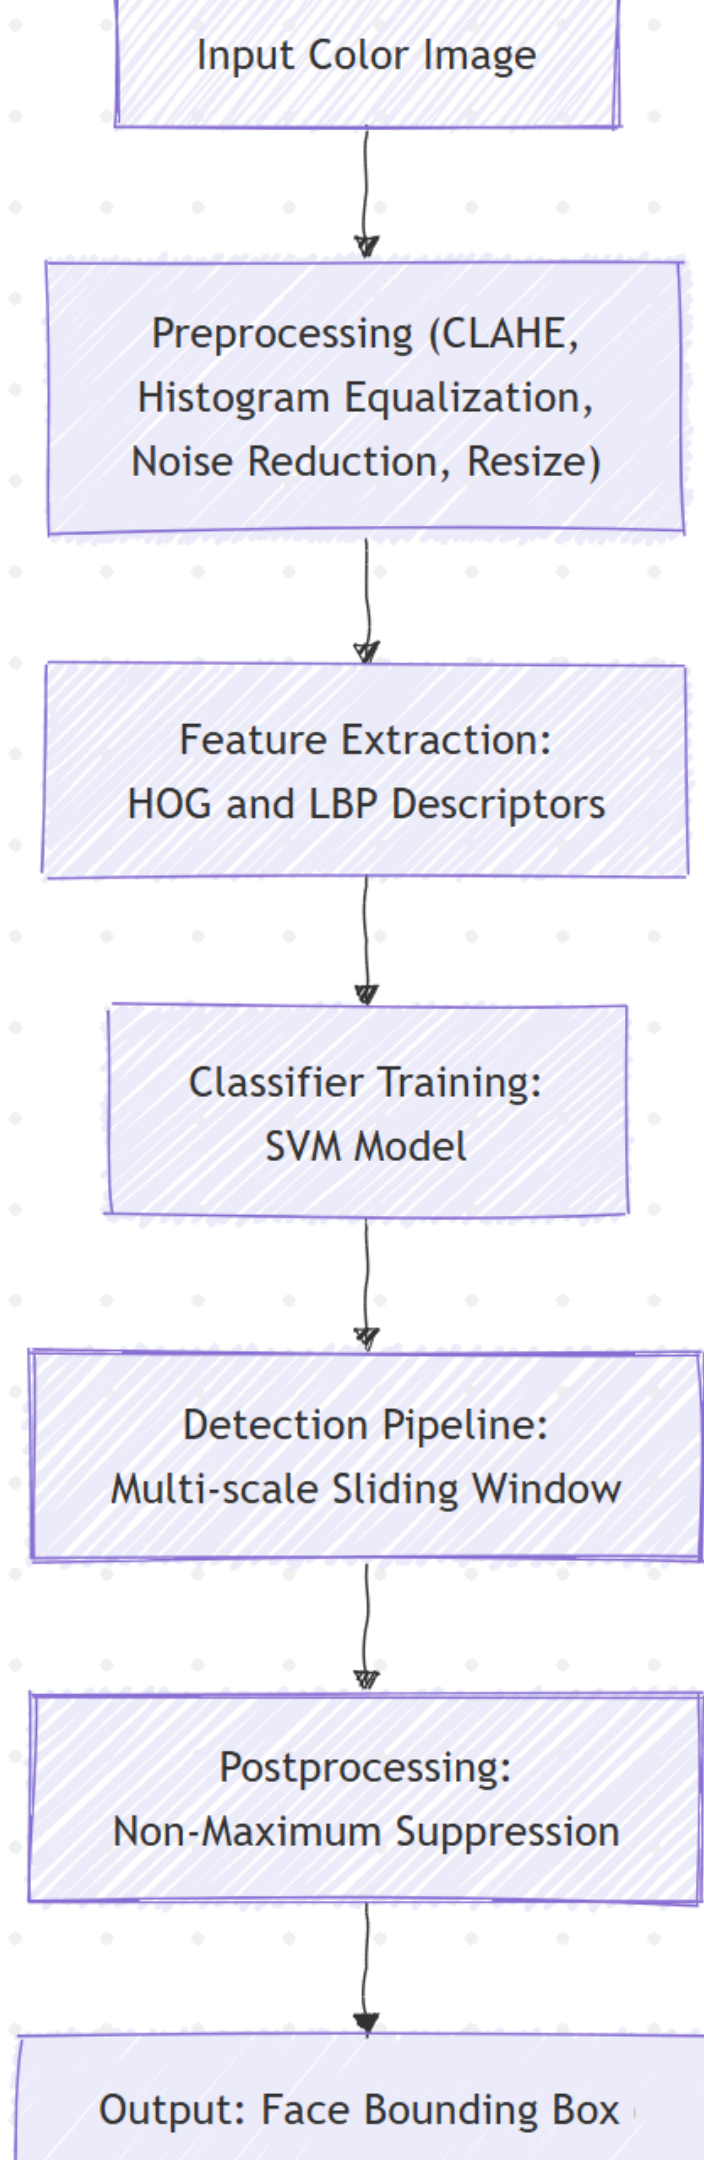 Input Color Image
Preprocessing (CLAHE,
Histogram Equalization,
Noise Reduction, Resize)
Feature Extraction:
HOG and LBP Descriptors
Classifier Training:
SVM Model
Detection Pipeline:
Multi-scale Sliding Window
Postprocessing:
Non-Maximum Suppression
Output: Face Bounding Box